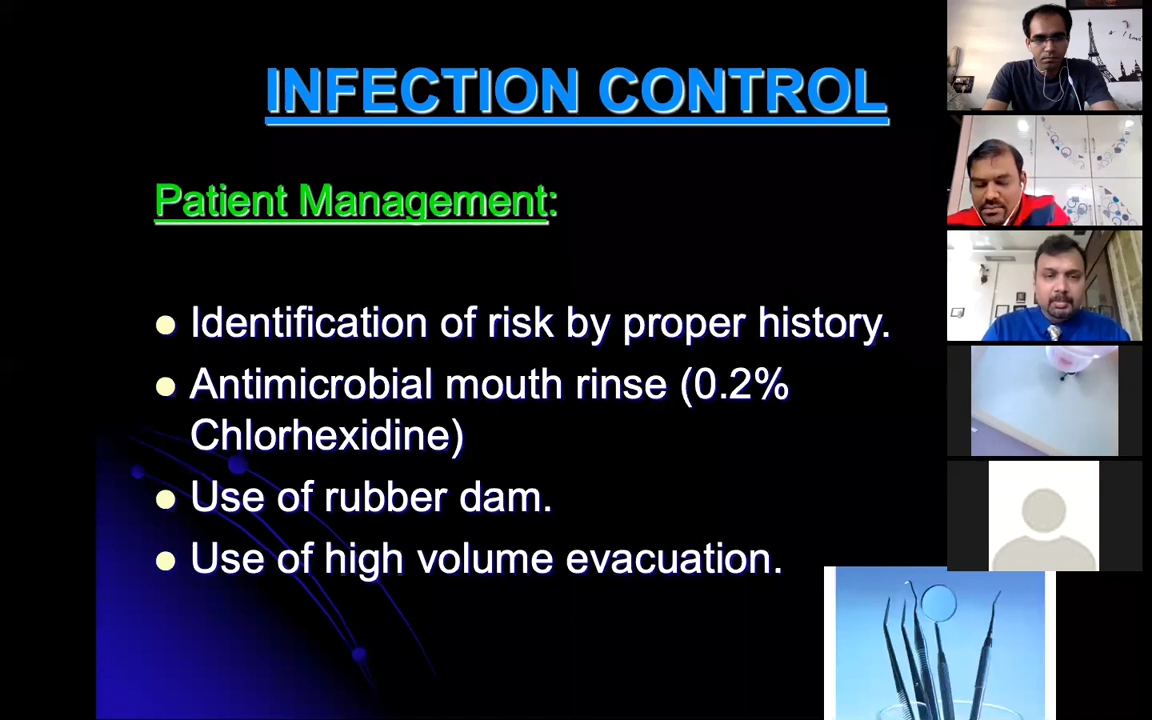 INFECTION CONTROL
Patient Management:
Identification of risk by proper history.
Antimicrobial mouth rinse (0.2%
Chlorhexidine)
Use of rubber dam.
Use of high volume evacuation.